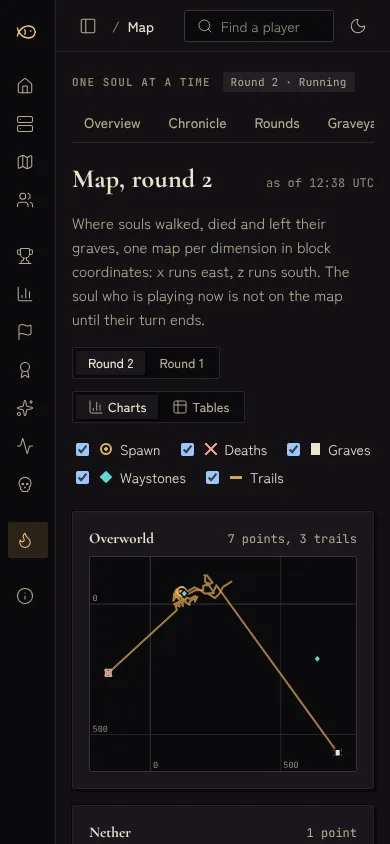 / Map
Find a player
ONE SOUL AT A TIME
Round 2 · Running
Overview Chronicle Rounds Graveya
Map, round 2
as of 12:38 UTC
Where souls walked, died and left their
graves, one map per dimension in block
coordinates: x runs east, z runs south. The
soul who is playing now is not on the map
until their turn ends.
Round 2 Round 1
Charts Tables
Spawn Deaths Graves
Waystones Trails
Overworld
7 points, 3 trails
0
500
0 500
Nether
1 point